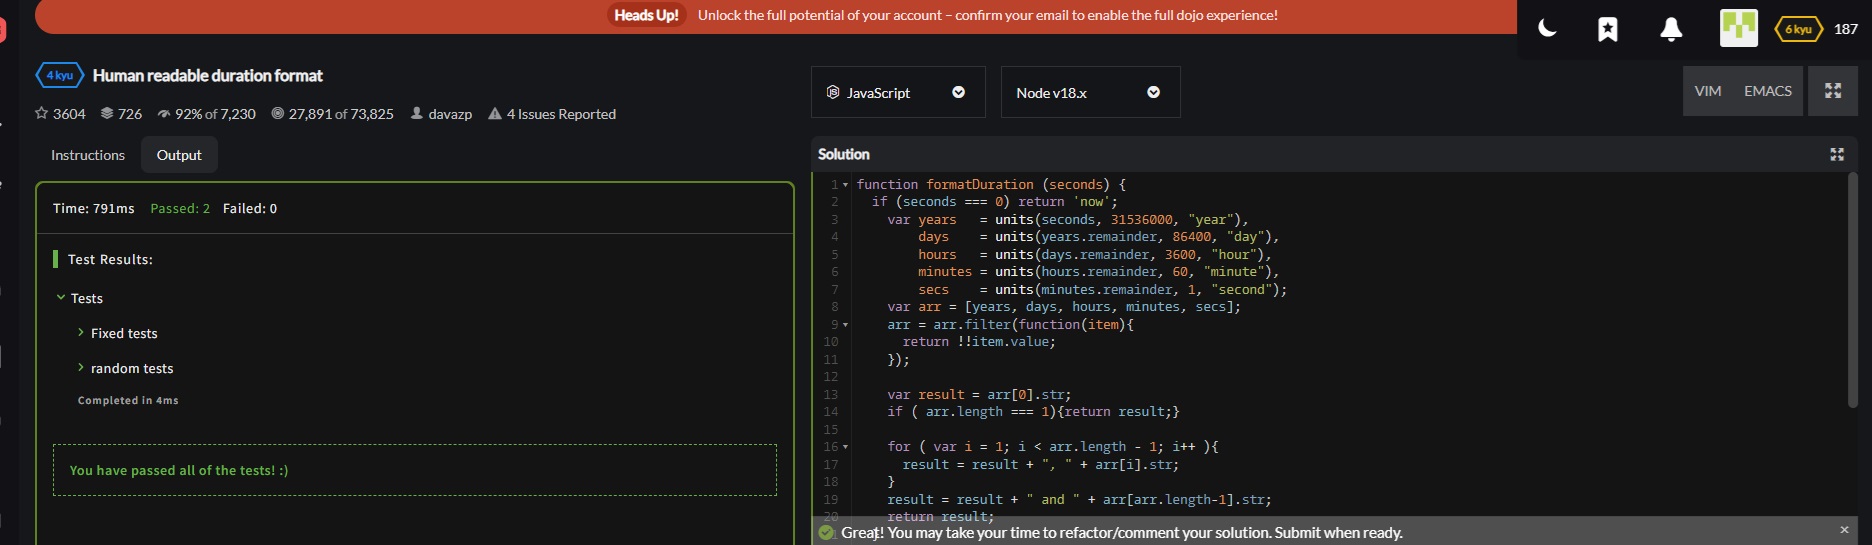 Heads Up! Unlock the full potential of your account – confirm your email to enable the full dojo experience!
6 kyu 187
4 kyu Human readable duration format
3604 726 92% of 7,230 27,891 of 73,825 davazp 4 Issues Reported
JavaScript Node v18.x VIM EMACS
Instructions Output
Solution
Time: 791ms Passed: 2 Failed: 0
Test Results:
Tests
Fixed tests
random tests
Completed in 4ms
You have passed all of the tests! :)
1 function formatDuration (seconds) {
2 if (seconds === 0) return 'now';
3 var years = units(seconds, 31536000, "year"),
4 days = units(years.remainder, 86400, "day"),
5 hours = units(days.remainder, 3600, "hour"),
6 minutes = units(hours.remainder, 60, "minute"),
7 secs = units(minutes.remainder, 1, "second");
8 var arr = [years, days, hours, minutes, secs];
9 arr = arr.filter(function(item){
10 return !!item.value;
11 });
12
13 var result = arr[0].str;
14 if ( arr.length === 1){return result;}
15
16 for ( var i = 1; i < arr.length - 1; i++ ){
17 result = result + ", " + arr[i].str;
18 }
19 result = result + " and " + arr[arr.length-1].str;
20 return result;
Great! You may take your time to refactor/comment your solution. Submit when ready.